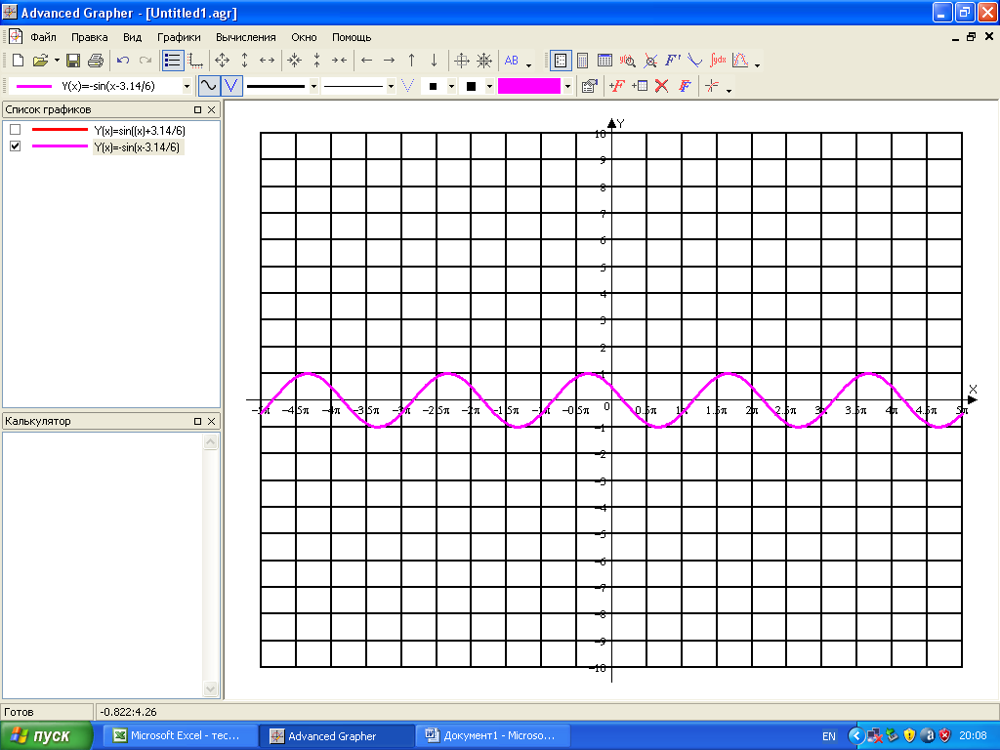 Advanced Grapher - [Untitled1.agr]
Файл Правка Вид Графики Вычисления Окно Помощь
AB F' ∫dx
Y(x)=-sin(x-3.14/6)
+F F
Список графиков
Y(x)=sin((x)+3.14/6)
Y(x)=-sin(x-3.14/6)
Калькулятор
Y
10
9
8
7
6
5
4
3
2
1
X
-5π -4.5π -4π -3.5π -3π -2.5π -2π -1.5π -π -0.5π 0 0.5π π 1.5π 2π 2.5π 3π 3.5π 4π 4.5π 5π
-1
-2
-3
-4
-5
-6
-7
-8
-9
-10
Готов -0.822:4.26
пуск Microsoft Excel - тес... Advanced Grapher Документ1 - Microso... EN 20:08